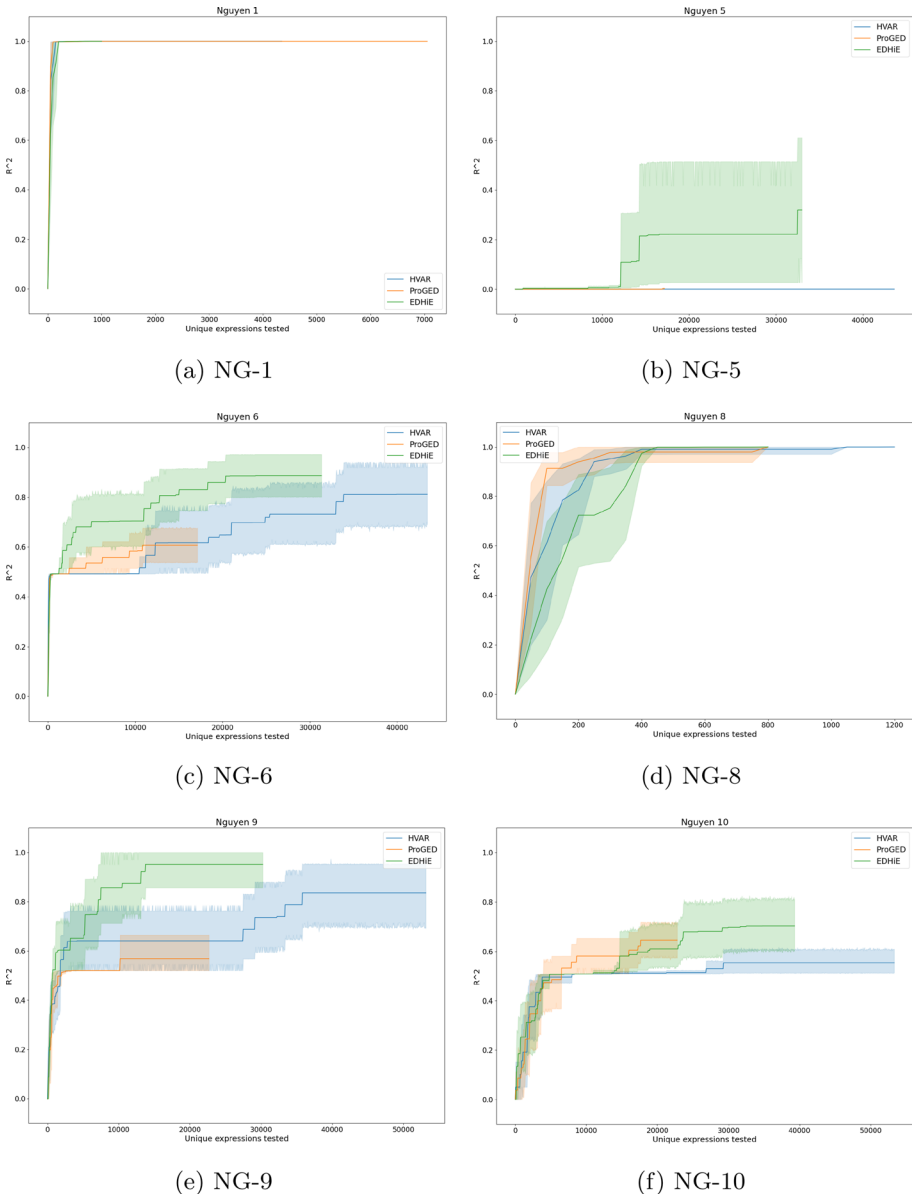 Nguyen 1
R^2
1.0
0.8
0.6
0.4
0.2
0.0
HVAR
ProGED
EDHiE
0 1000 2000 3000 4000 5000 6000 7000
Unique expressions tested
(a) NG-1
Nguyen 5
R^2
1.0
0.8
0.6
0.4
0.2
0.0
HVAR
ProGED
EDHiE
0 10000 20000 30000 40000
Unique expressions tested
(b) NG-5
Nguyen 6
R^2
1.0
0.8
0.6
0.4
0.2
0.0
HVAR
ProGED
EDHiE
0 10000 20000 30000 40000
Unique expressions tested
(c) NG-6
Nguyen 8
R^2
1.0
0.8
0.6
0.4
0.2
0.0
HVAR
ProGED
EDHiE
0 200 400 600 800 1000 1200
Unique expressions tested
(d) NG-8
Nguyen 9
R^2
1.0
0.8
0.6
0.4
0.2
0.0
HVAR
ProGED
EDHiE
0 10000 20000 30000 40000 50000
Unique expressions tested
(e) NG-9
Nguyen 10
R^2
1.0
0.8
0.6
0.4
0.2
0.0
HVAR
ProGED
EDHiE
0 10000 20000 30000 40000 50000
Unique expressions tested
(f) NG-10